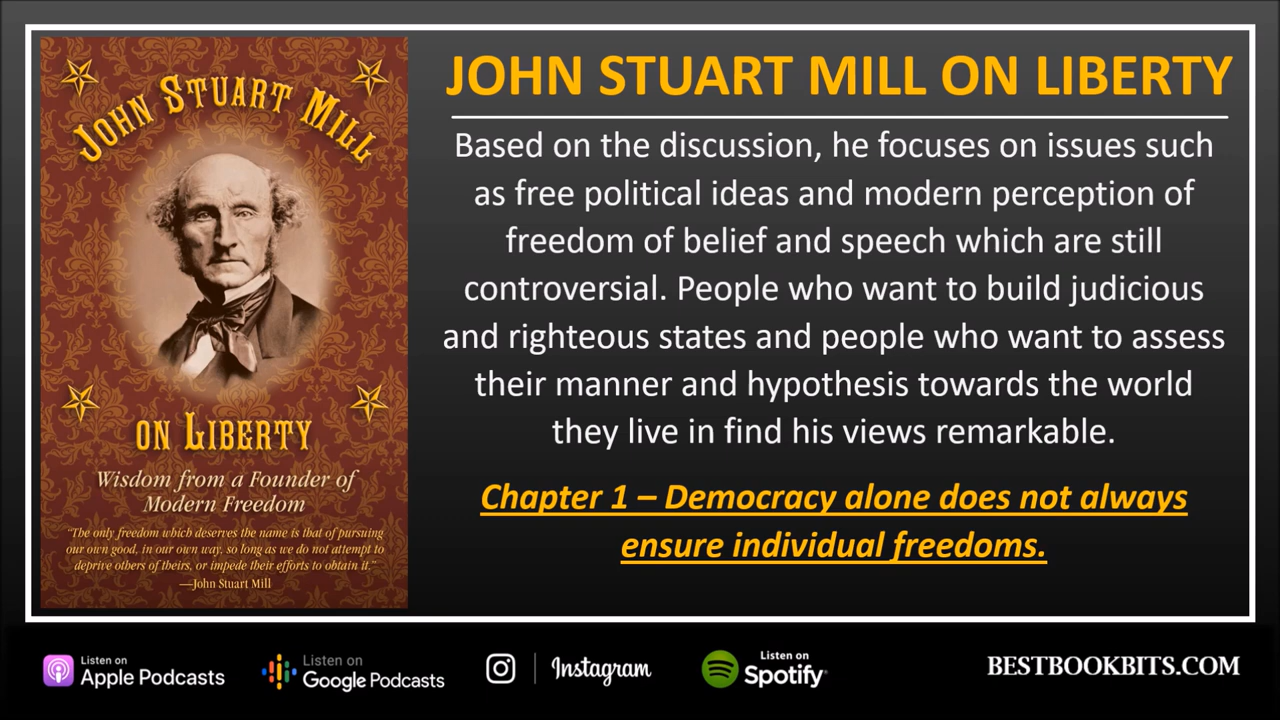 JOHN STUART MILL
ON LIBERTY
Wisdom from a Founder of
Modern Freedom
"The only freedom which deserves the name is that of pursuing
our own good, in our own way, so long as we do not attempt to
deprive others of theirs, or impede their efforts to obtain it."
—John Stuart Mill
JOHN STUART MILL ON LIBERTY
Based on the discussion, he focuses on issues such
as free political ideas and modern perception of
freedom of belief and speech which are still
controversial. People who want to build judicious
and righteous states and people who want to assess
their manner and hypothesis towards the world
they live in find his views remarkable.
Chapter 1 – Democracy alone does not always
ensure individual freedoms.
Listen on
Apple Podcasts
Listen on
Google Podcasts
Instagram
Listen on
Spotify
BESTBOOKBITS.COM